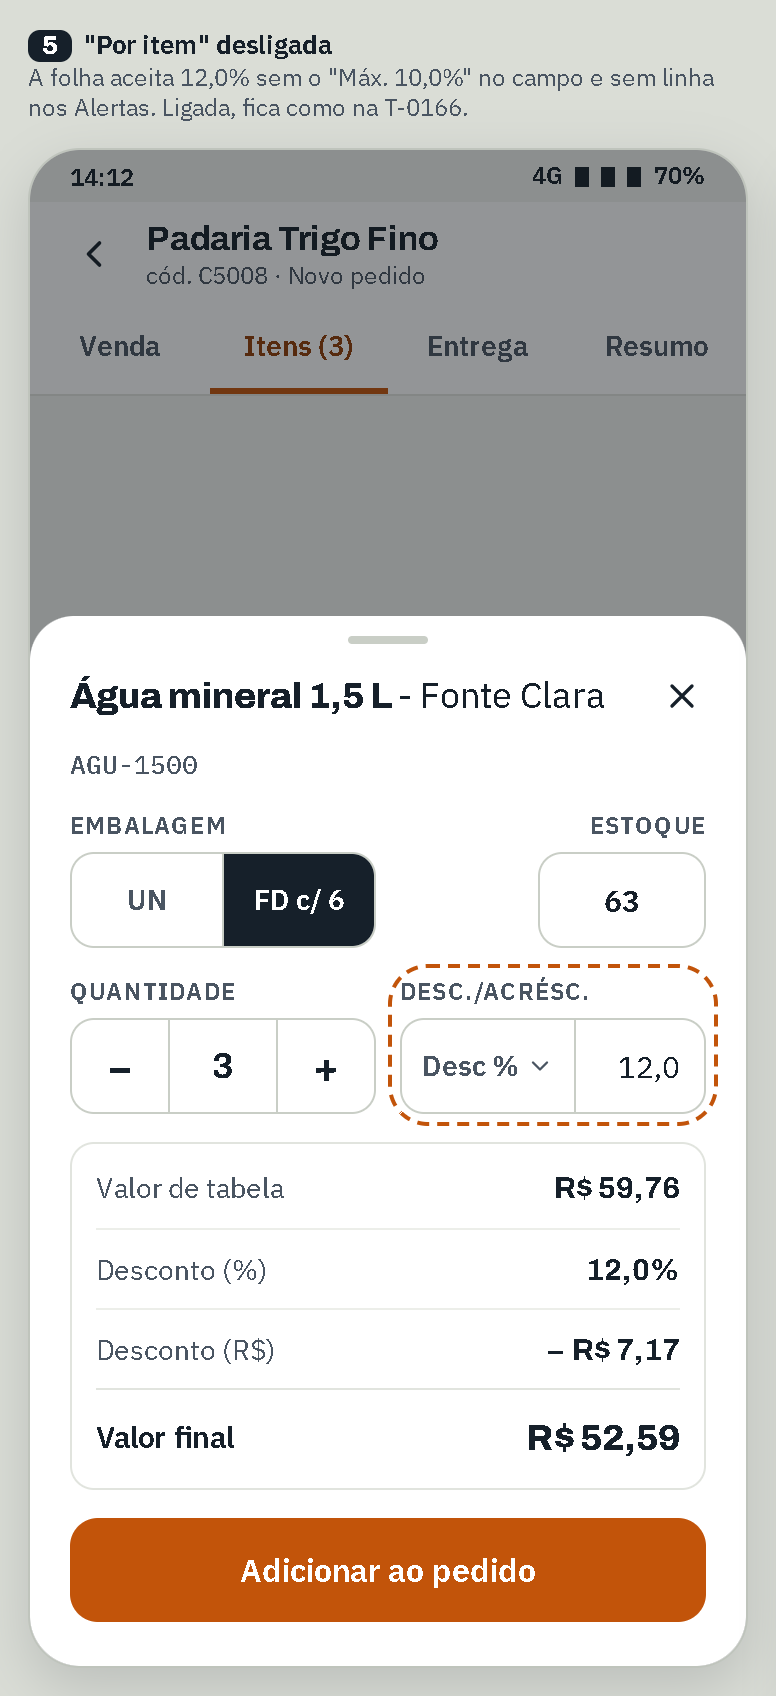 5 "Por item" desligada
A folha aceita 12,0% sem o "Máx. 10,0%" no campo e sem linha
nos Alertas. Ligada, fica como na T-0166.
14:12 4G 70%
Padaria Trigo Fino
cód. C5008 · Novo pedido
Venda Itens (3) Entrega Resumo
Água mineral 1,5 L - Fonte Clara
AGU-1500
EMBALAGEM ESTOQUE
UN FD c/ 6 63
QUANTIDADE DESC./ACRÉSC.
– 3 + Desc % 12,0
Valor de tabela R$ 59,76
Desconto (%) 12,0%
Desconto (R$) – R$ 7,17
Valor final R$ 52,59
Adicionar ao pedido